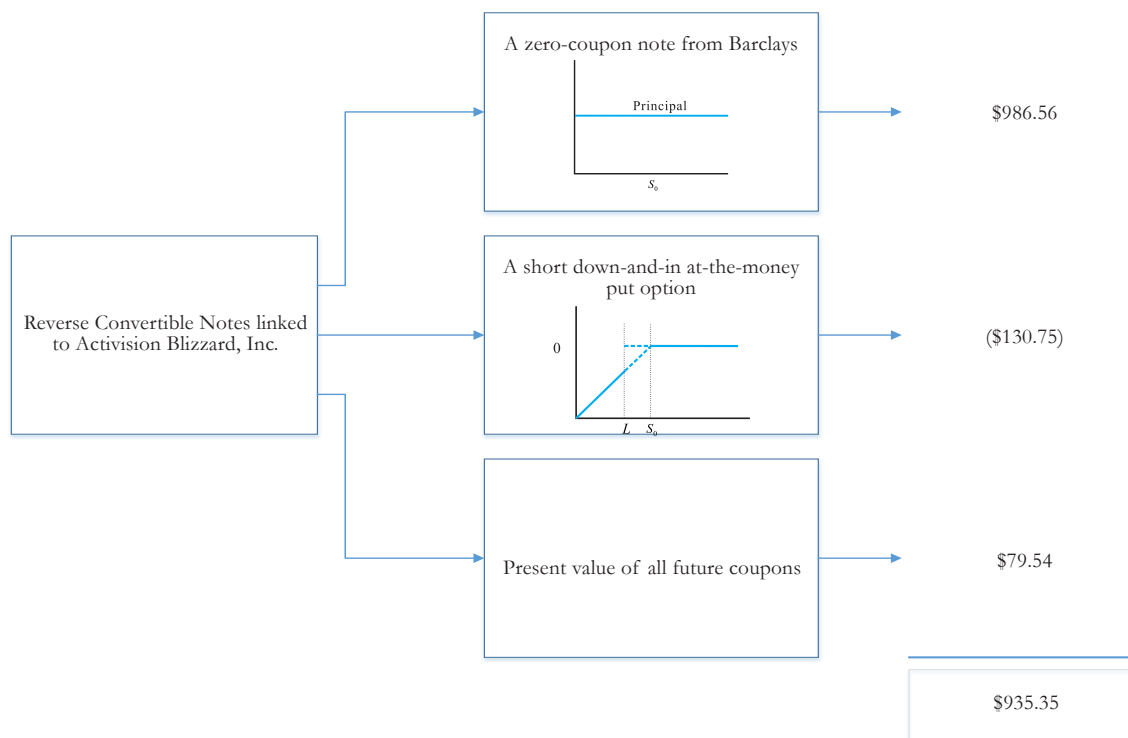 A zero-coupon note from Barclays
Principal
S₀
$986.56
Reverse Convertible Notes linked
to Activision Blizzard, Inc.
A short down-and-in at-the-money
put option
0
L S₀
($130.75)
Present value of all future coupons
$79.54
$935.35